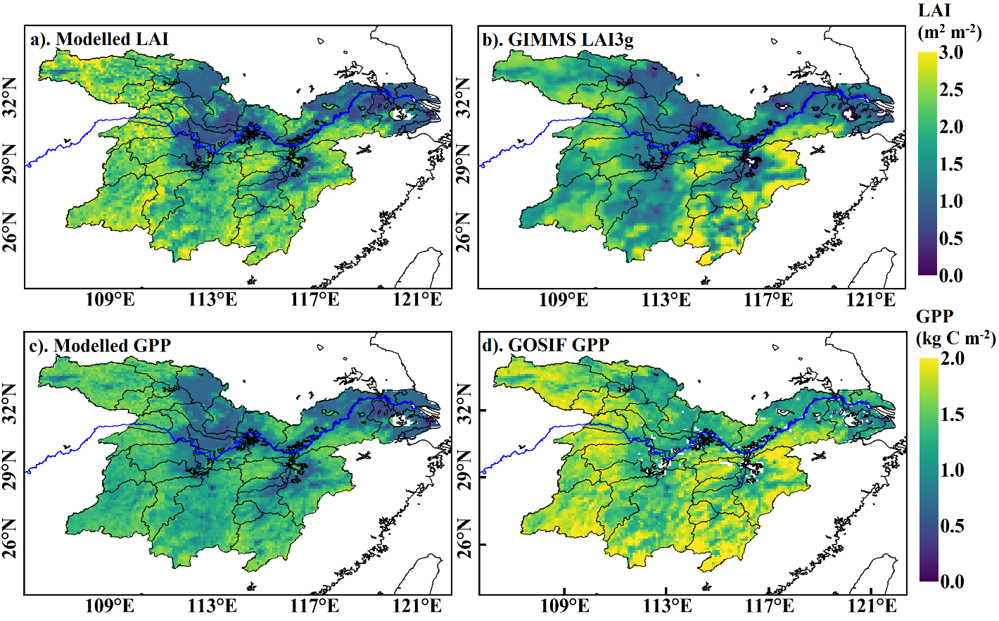 a). Modelled LAI
b). GIMMS LAI3g
LAI
(m² m⁻²)
32°N
29°N
26°N
32°N
29°N
26°N
3.0
2.5
2.0
1.5
1.0
0.5
0.0
109°E 113°E 117°E 121°E
109°E 113°E 117°E 121°E
c). Modelled GPP
d). GOSIF GPP
GPP
(kg C m⁻²)
32°N
29°N
26°N
32°N
29°N
26°N
2.0
1.5
1.0
0.5
0.0
109°E 113°E 117°E 121°E
109°E 113°E 117°E 121°E